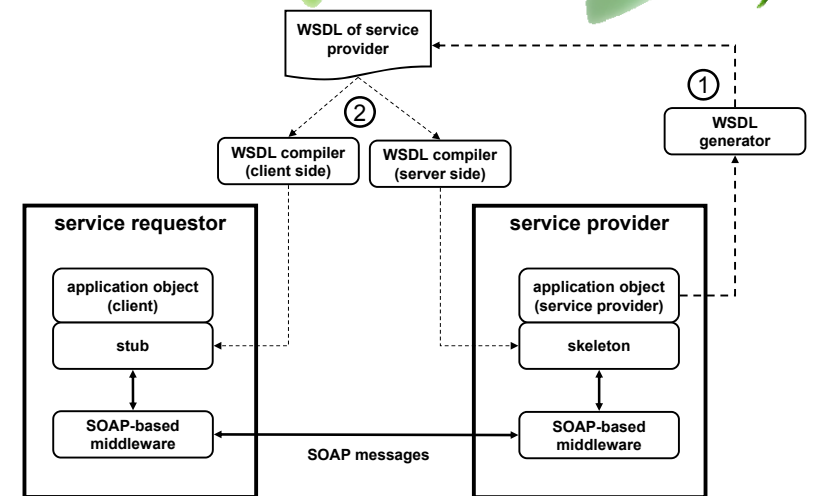 WSDL of service
provider
1
WSDL
generator
2
WSDL compiler
(client side)
WSDL compiler
(server side)
service requestor
service provider
application object
(client)
stub
SOAP-based
middleware
application object
(service provider)
skeleton
SOAP-based
middleware
SOAP messages